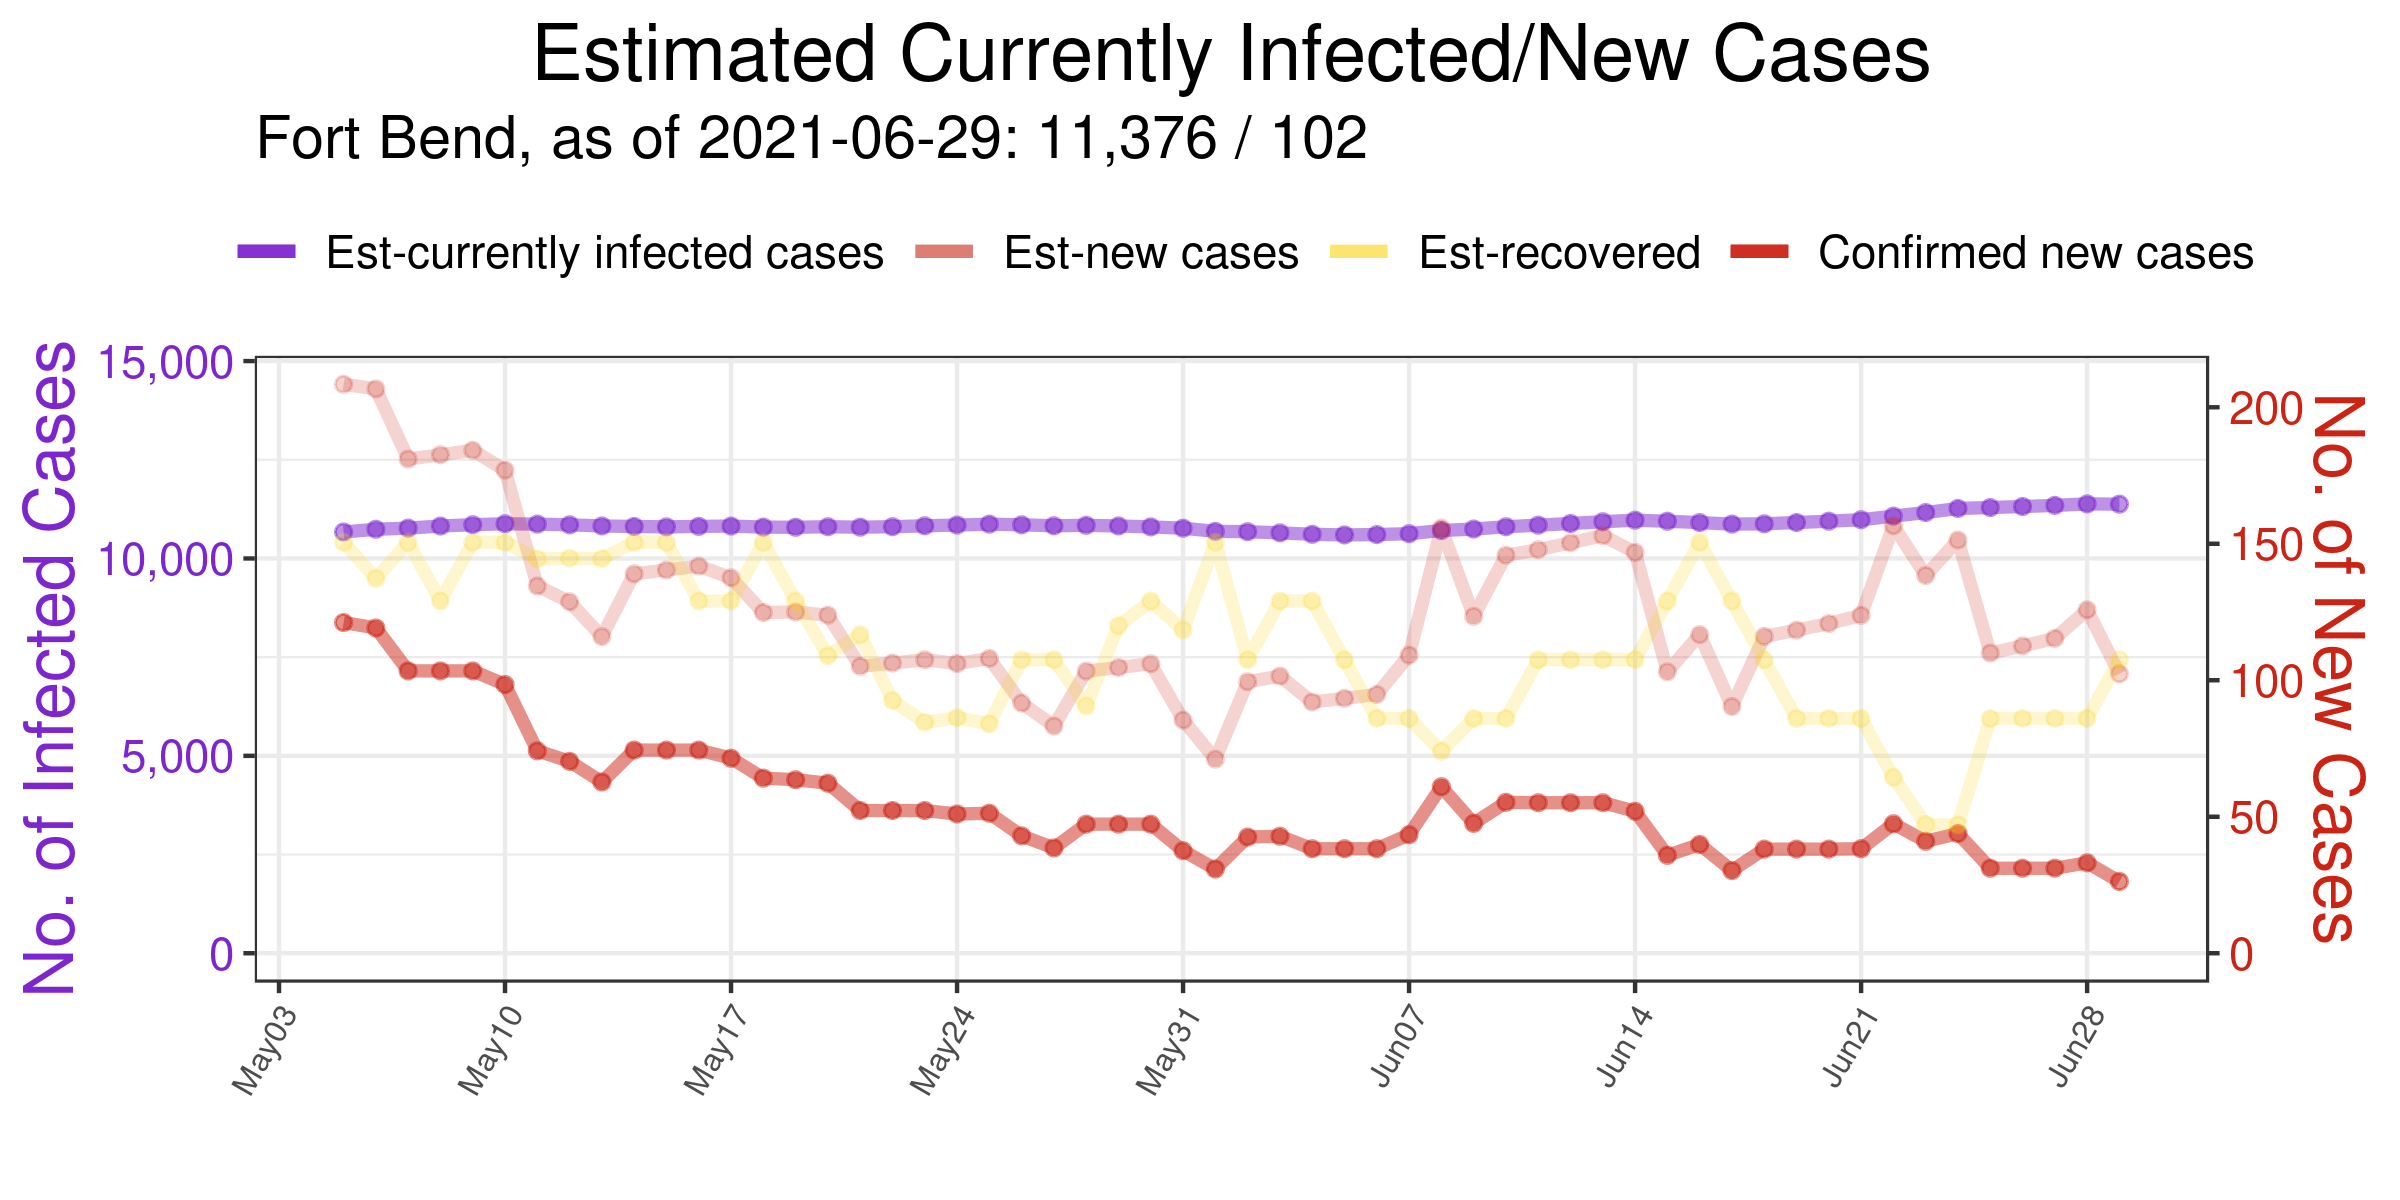 Estimated Currently Infected/New Cases
Fort Bend, as of 2021-06-29: 11,376 / 102
Est-currently infected cases Est-new cases Est-recovered Confirmed new cases
No. of Infected Cases
15,000
10,000
5,000
0
200
150
100
50
0
No. of New Cases
May03 May10 May17 May24 May31 Jun07 Jun14 Jun21 Jun28